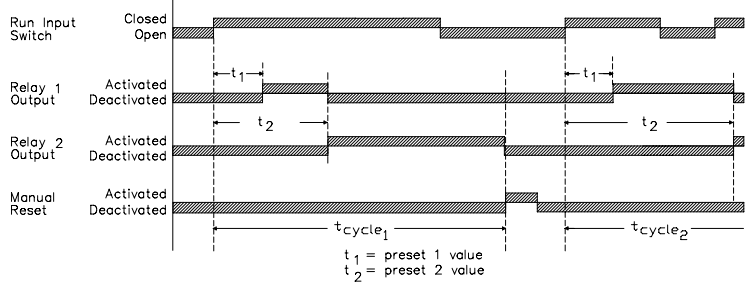 Run Input Switch
Closed
Open
t1
t1
Relay 1 Output
Activated
Deactivated
t2
t2
Relay 2 Output
Activated
Deactivated
Manual Reset
Activated
Deactivated
tcycle1
tcycle2
t1 = preset 1 value
t2 = preset 2 value